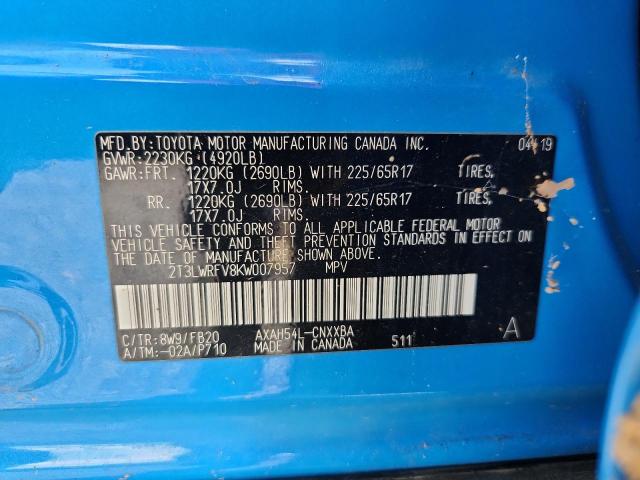 MFD.BY:TOYOTA MOTOR MANUFACTURING CANADA INC. 04/19
GVWR:2230KG (4920LB)
GAWR:FRT. 1220KG (2690LB) WITH 225/65R17 TIRES,
17X7.0J RIMS.
RR. 1220KG (2690LB) WITH 225/65R17 TIRES,
17X7.0J RIMS.
THIS VEHICLE CONFORMS TO ALL APPLICABLE FEDERAL MOTOR
VEHICLE SAFETY AND THEFT PREVENTION STANDARDS IN EFFECT ON
THE DATE OF MANUFACTURE SHOWN ABOVE.
2T3LWRFV8KW007957 MPV
C/TR:8W9/FB20 AXAH54L-CNXXBA A
A/TM:-02A/P710 MADE IN CANADA 511